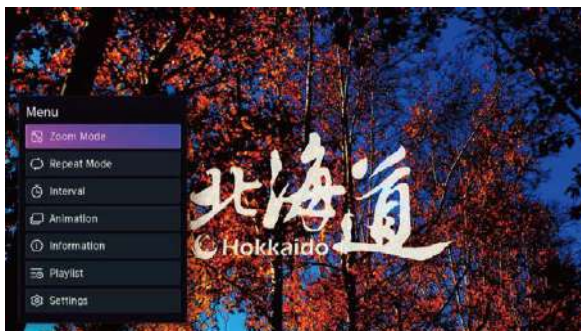 Menu
Zoom Mode
Repeat Mode
Interval
Animation
Information
Playlist
Settings
北海道
Hokkaido